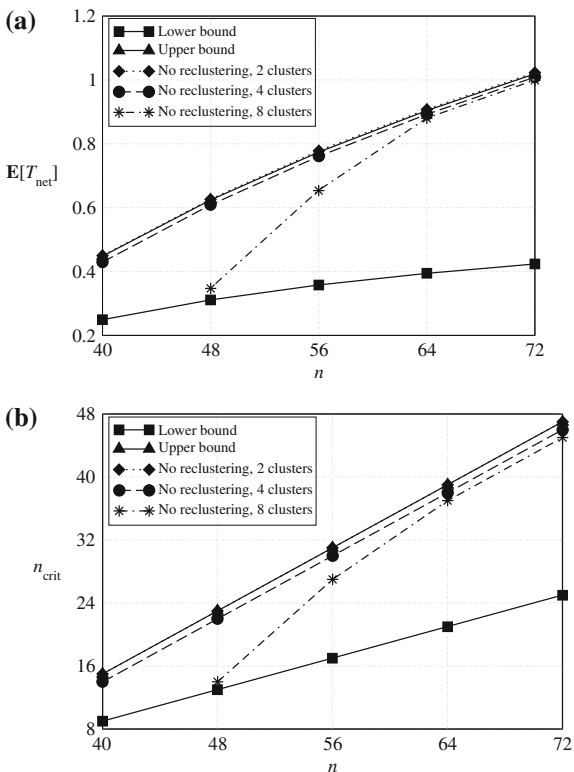 (a)
1.2
1
0.8
0.6
0.4
0.2
E[T_net]
Lower bound
Upper bound
No reclustering, 2 clusters
No reclustering, 4 clusters
No reclustering, 8 clusters
40 48 56 64 72
n
(b)
48
40
32
24
16
8
n_crit
Lower bound
Upper bound
No reclustering, 2 clusters
No reclustering, 4 clusters
No reclustering, 8 clusters
40 48 56 64 72
n